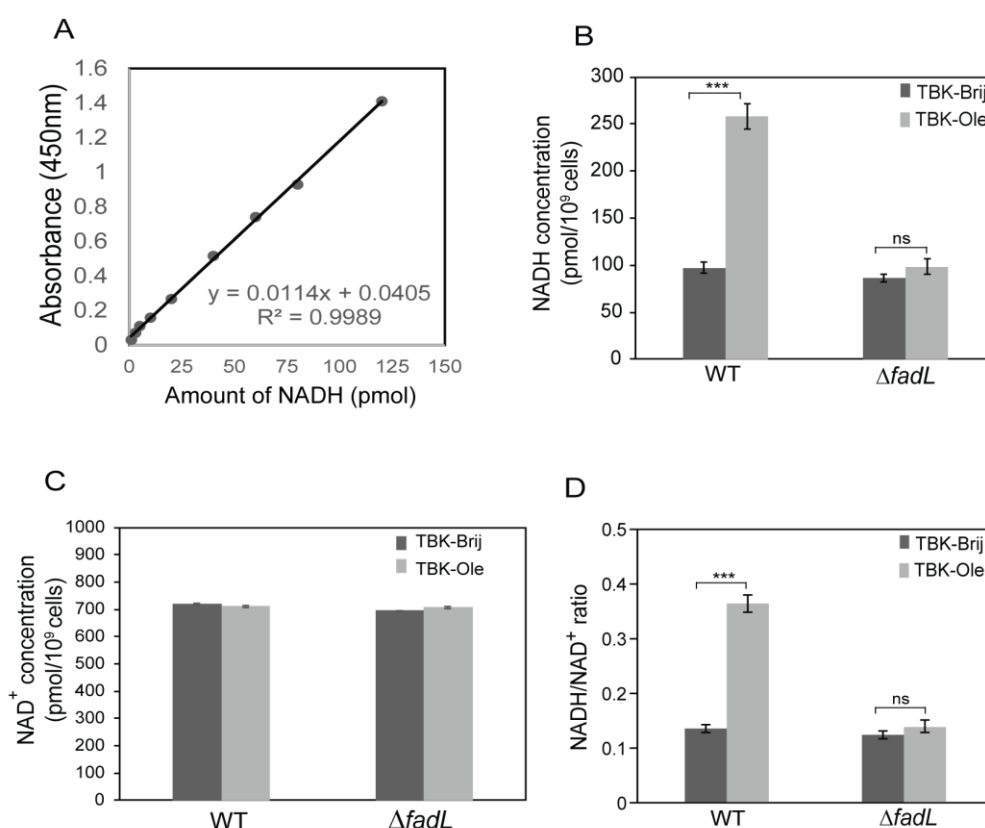 A
Absorbance (450nm)
1.6
1.4
1.2
1
0.8
0.6
0.4
0.2
0
y = 0.0114x + 0.0405
R² = 0.9989
0 25 50 75 100 125 150
Amount of NADH (pmol)
B
NADH concentration
(pmol/10⁹ cells)
300
250
200
150
100
50
0
TBK-Brij
TBK-Ole
***
ns
WT ΔfadL
C
NAD⁺ concentration
(pmol/10⁹ cells)
1000
900
800
700
600
500
400
300
200
100
0
TBK-Brij
TBK-Ole
WT ΔfadL
D
NADH/NAD⁺ ratio
0.5
0.4
0.3
0.2
0.1
0
TBK-Brij
TBK-Ole
***
ns
WT ΔfadL